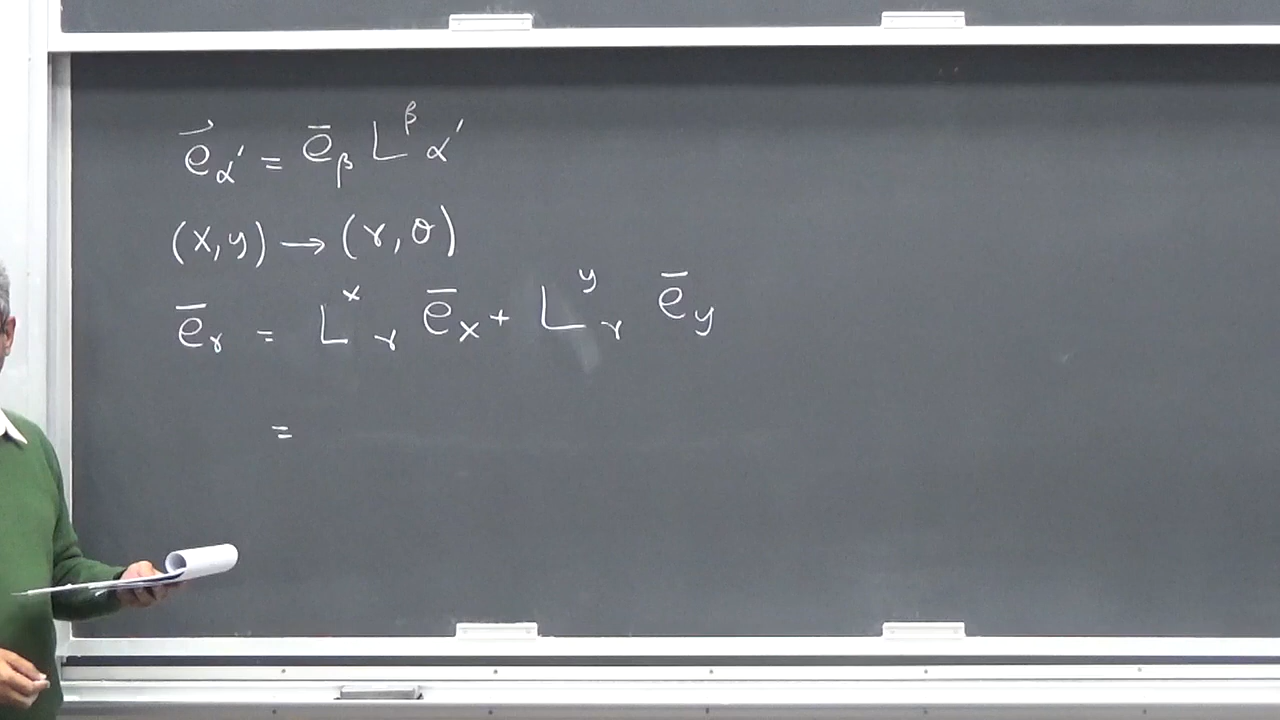 e⃗_α' = ē_β L^β_α'
(x,y) → (r,θ)
ē_r = L^x_r ē_x + L^y_r ē_y
=